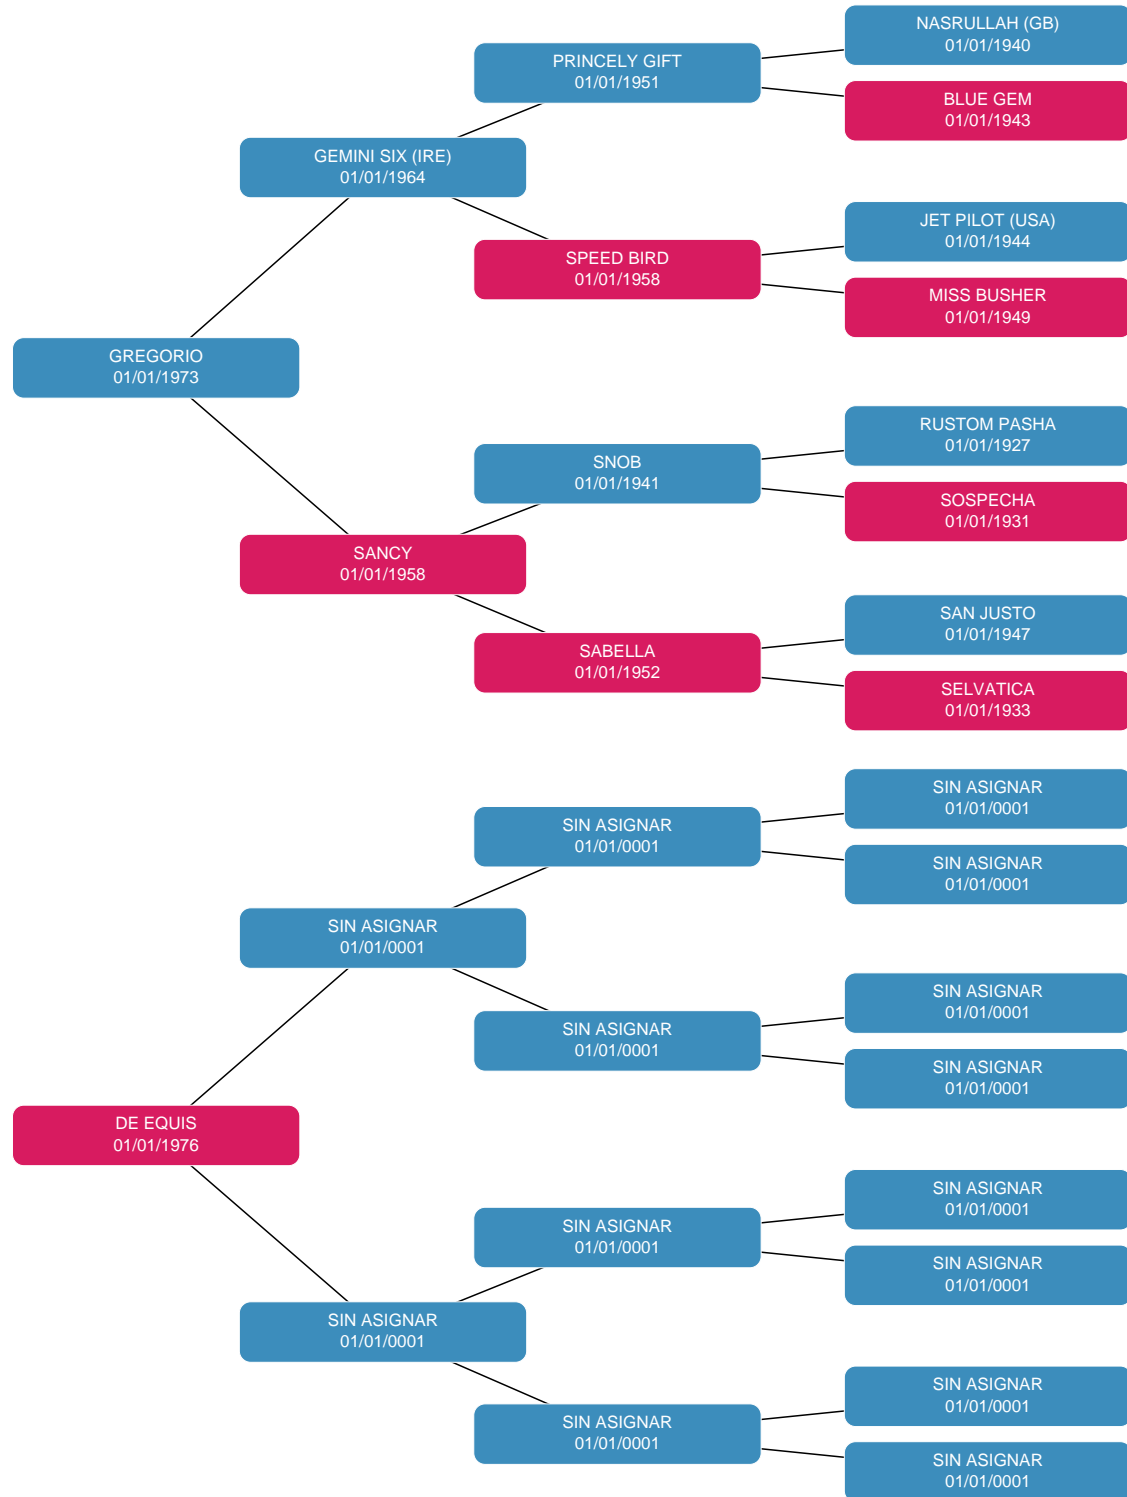 NASRULLAH (GB)
01/01/1940
PRINCELY GIFT
01/01/1951
BLUE GEM
01/01/1943
GEMINI SIX (IRE)
01/01/1964
JET PILOT (USA)
01/01/1944
SPEED BIRD
01/01/1958
MISS BUSHER
01/01/1949
GREGORIO
01/01/1973
RUSTOM PASHA
01/01/1927
SNOB
01/01/1941
SOSPECHA
01/01/1931
SANCY
01/01/1958
SAN JUSTO
01/01/1947
SABELLA
01/01/1952
SELVATICA
01/01/1933
SIN ASIGNAR
01/01/0001
SIN ASIGNAR
01/01/0001
SIN ASIGNAR
01/01/0001
SIN ASIGNAR
01/01/0001
SIN ASIGNAR
01/01/0001
SIN ASIGNAR
01/01/0001
SIN ASIGNAR
01/01/0001
DE EQUIS
01/01/1976
SIN ASIGNAR
01/01/0001
SIN ASIGNAR
01/01/0001
SIN ASIGNAR
01/01/0001
SIN ASIGNAR
01/01/0001
SIN ASIGNAR
01/01/0001
SIN ASIGNAR
01/01/0001
SIN ASIGNAR
01/01/0001